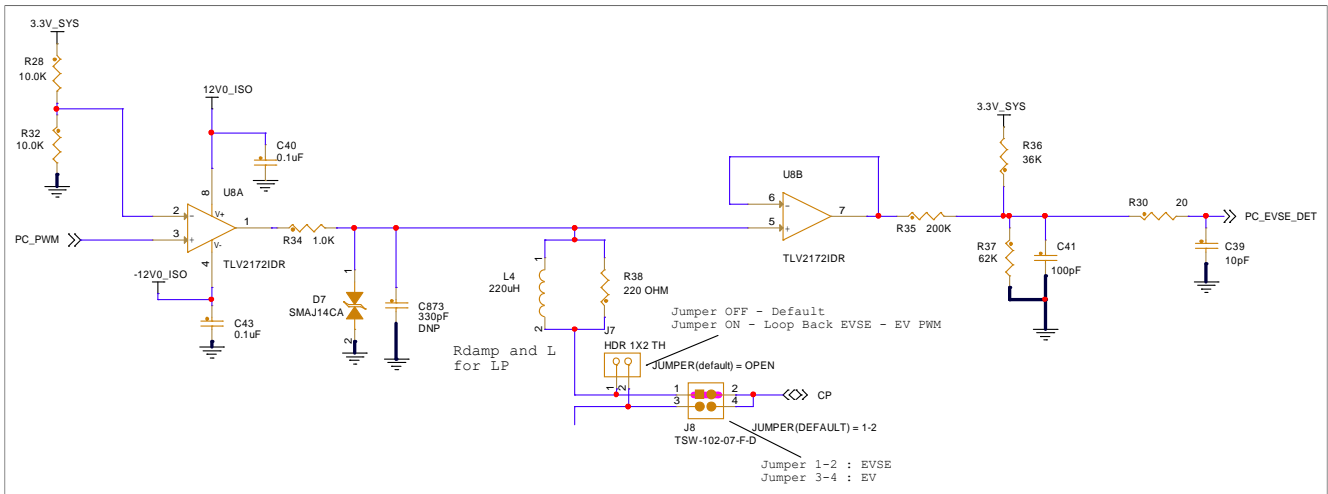 3.3V_SYS
R28
10.0K
12V0_ISO
R32
10.0K
C40
0.1uF
U8A
8
V+
2
−
1
3
+
V-
4
PC_PWM
TLV2172IDR
R34
1.0K
-12V0_ISO
C43
0.1uF
1
D7
SMAJ14CA
2
C873
330pF
DNP
1
L4
220uH
2
R38
220 OHM
Rdamp and L
for LP
J7
HDR 1X2 TH
1
2
Jumper OFF - Default
Jumper ON - Loop Back EVSE - EV PWM
JUMPER(default) = OPEN
1
2
3
4
CP
J8
TSW-102-07-F-D
JUMPER(DEFAULT) = 1-2
Jumper 1-2 : EVSE
Jumper 3-4 : EV
U8B
6
−
7
5
+
TLV2172IDR
R35
200K
3.3V_SYS
R36
36K
R37
62K
C41
100pF
R30
20
PC_EVSE_DET
C39
10pF